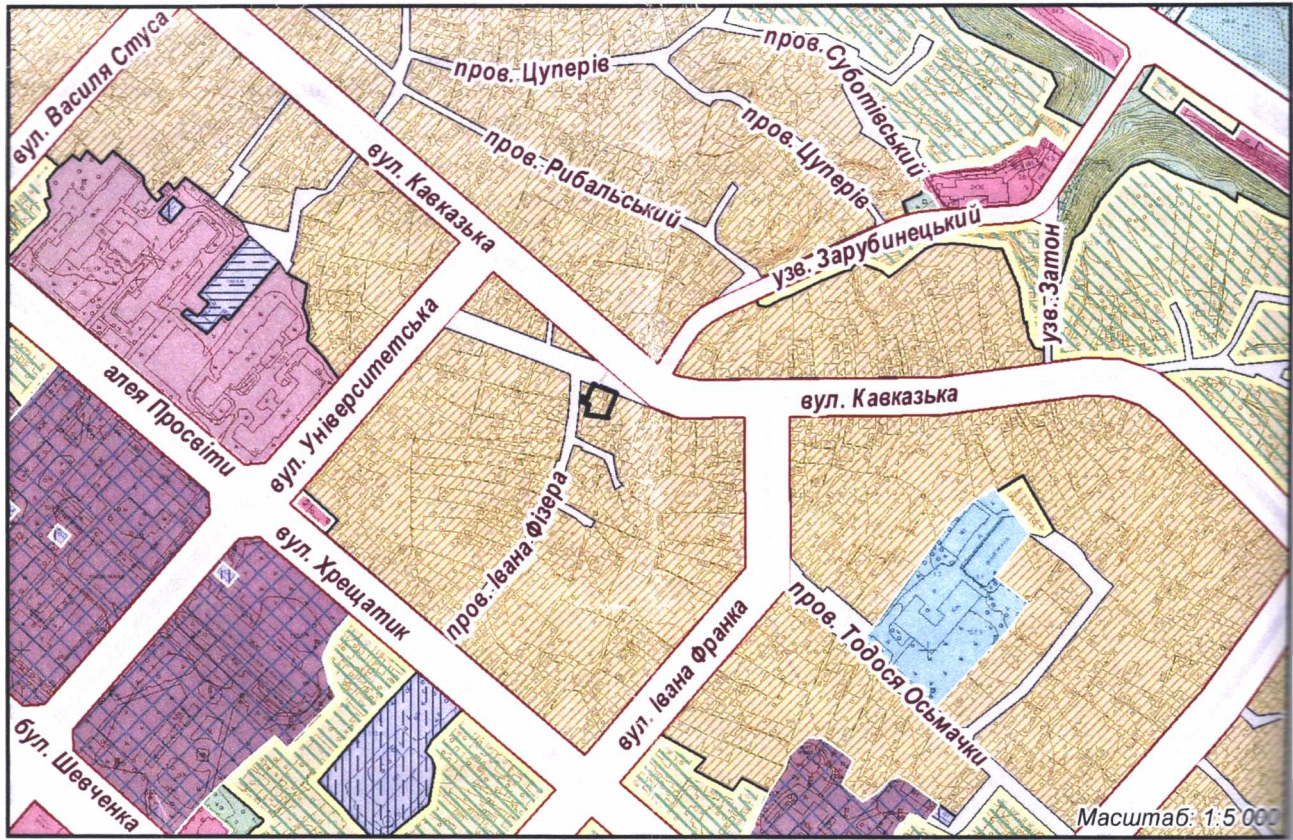 вул. Василя Стуса
пров. Цуперів
пров. Суботівський
вул. Кавказька
пров. Рибальський
пров. Цуперів
узв. Зарубинецький
узв. Затон
вул. Університетська
алея Просвіти
вул. Кавказька
пров. Івана Фізера
вул. Хрещатик
вул. Івана Франка
пров. Тодося Осьмачки
бул. Шевченка
Масштаб: 1:5 000